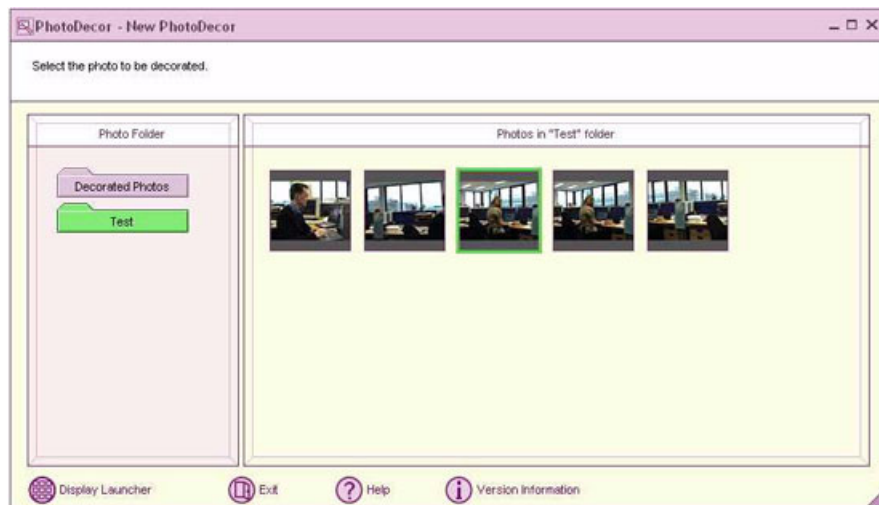 PhotoDecor - New PhotoDecor
Select the photo to be decorated.
Photo Folder
Photos in "Test" folder
Decorated Photos
Test
Display Launcher
Exit
Help
Version Information